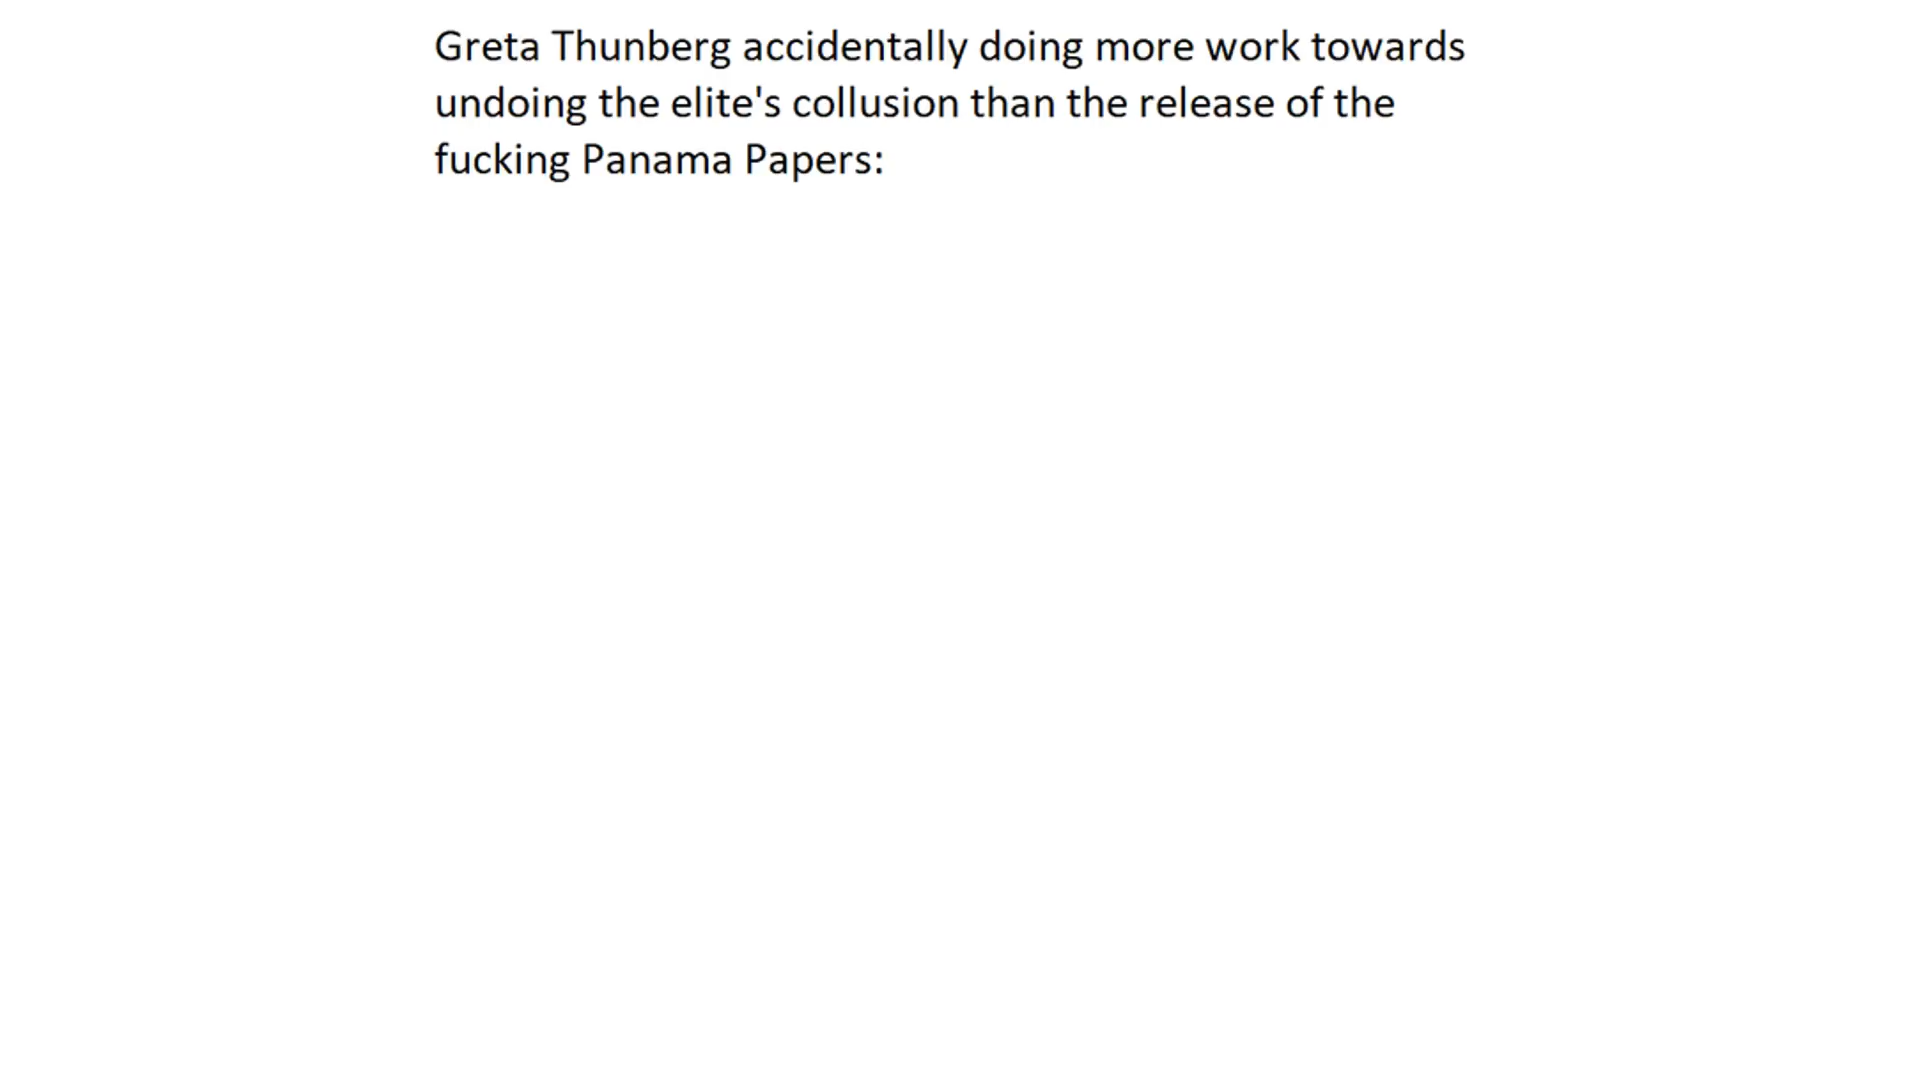 Greta Thunberg accidentally doing more work towards
undoing the elite's collusion than the release of the
fucking Panama Papers: